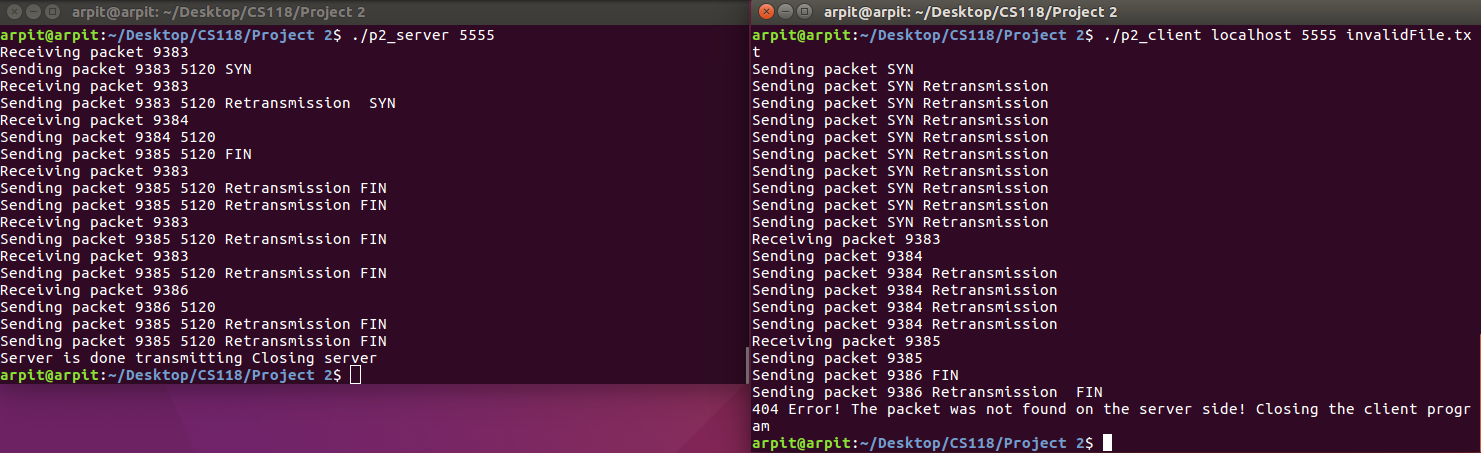 arpit@arpit: ~/Desktop/CS118/Project 2
arpit@arpit:~/Desktop/CS118/Project 2$ ./p2_server 5555
Receiving packet 9383
Sending packet 9383 5120 SYN
Receiving packet 9383
Sending packet 9383 5120 Retransmission  SYN
Receiving packet 9384
Sending packet 9384 5120
Sending packet 9385 5120 FIN
Receiving packet 9383
Sending packet 9385 5120 Retransmission FIN
Sending packet 9385 5120 Retransmission FIN
Receiving packet 9383
Sending packet 9385 5120 Retransmission FIN
Receiving packet 9383
Sending packet 9385 5120 Retransmission FIN
Receiving packet 9386
Sending packet 9386 5120
Sending packet 9385 5120 Retransmission FIN
Sending packet 9385 5120 Retransmission FIN
Server is done transmitting Closing server
arpit@arpit:~/Desktop/CS118/Project 2$
arpit@arpit: ~/Desktop/CS118/Project 2
arpit@arpit:~/Desktop/CS118/Project 2$ ./p2_client localhost 5555 invalidFile.tx
t
Sending packet SYN
Sending packet SYN Retransmission
Sending packet SYN Retransmission
Sending packet SYN Retransmission
Sending packet SYN Retransmission
Sending packet SYN Retransmission
Sending packet SYN Retransmission
Sending packet SYN Retransmission
Sending packet SYN Retransmission
Sending packet SYN Retransmission
Receiving packet 9383
Sending packet 9384
Sending packet 9384 Retransmission
Sending packet 9384 Retransmission
Sending packet 9384 Retransmission
Sending packet 9384 Retransmission
Receiving packet 9385
Sending packet 9385
Sending packet 9386 FIN
Sending packet 9386 Retransmission  FIN
404 Error! The packet was not found on the server side! Closing the client progr
am
arpit@arpit:~/Desktop/CS118/Project 2$